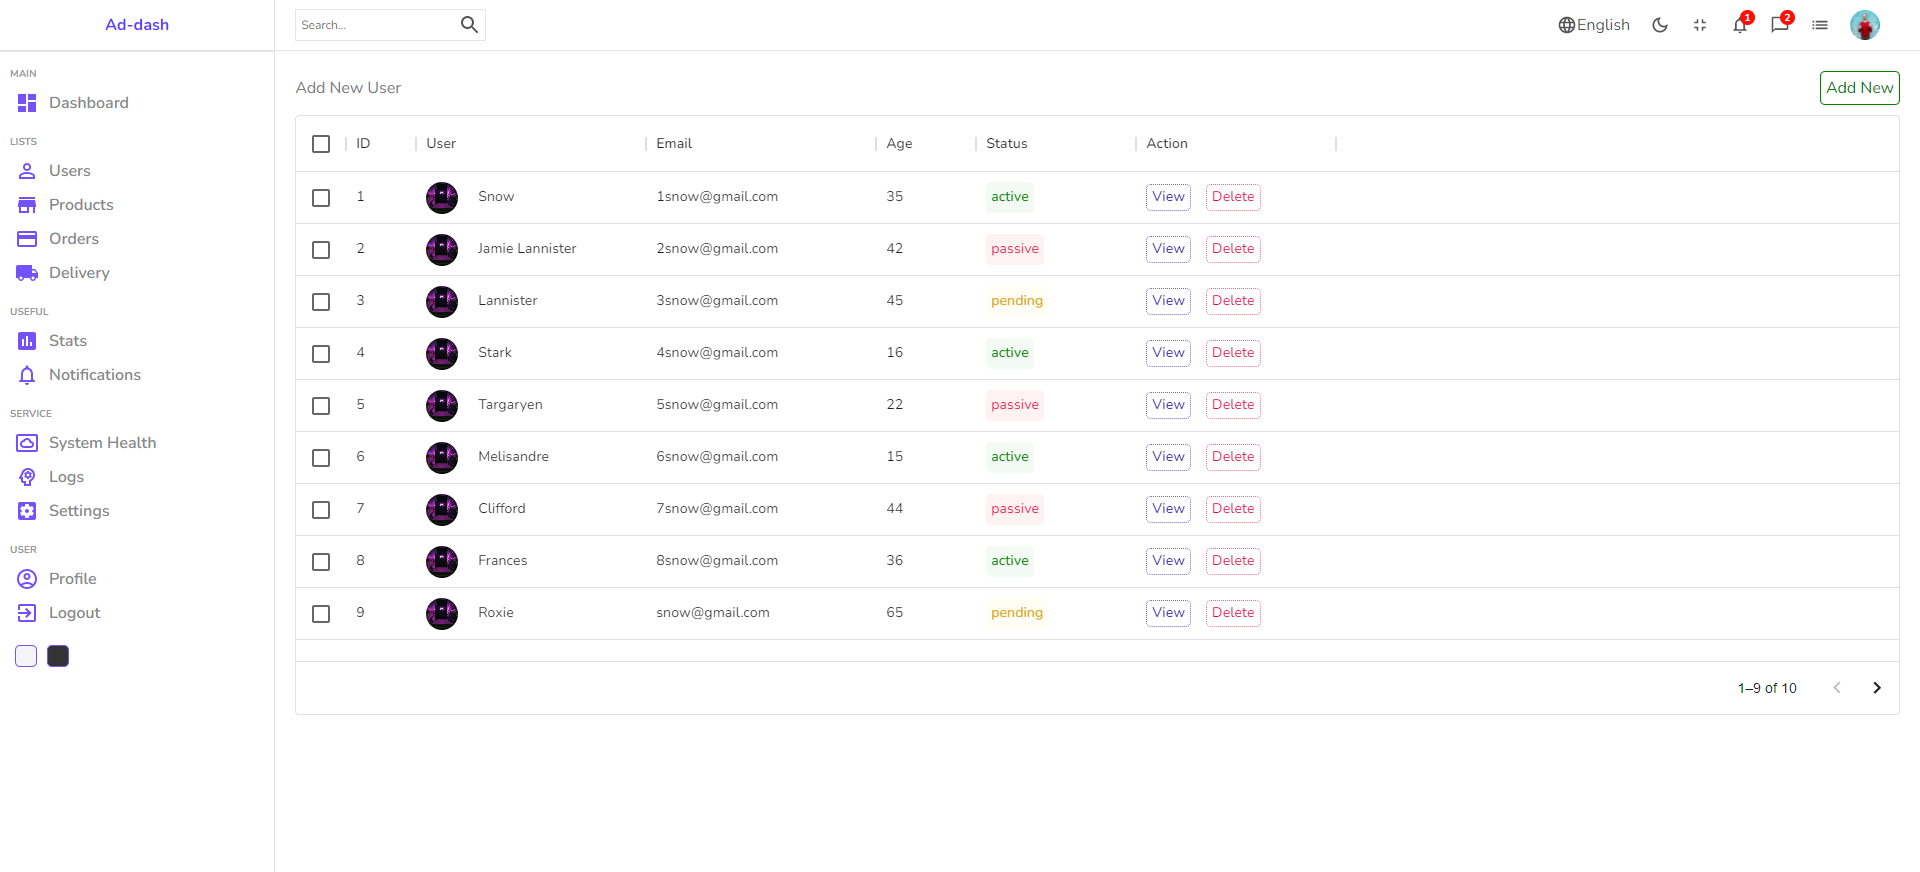 Ad-dash
Search...
English
1
2
MAIN
Dashboard
LISTS
Users
Products
Orders
Delivery
USEFUL
Stats
Notifications
SERVICE
System Health
Logs
Settings
USER
Profile
Logout
Add New User
Add New
ID User Email Age Status Action
1 Snow 1snow@gmail.com 35 active View Delete
2 Jamie Lannister 2snow@gmail.com 42 passive View Delete
3 Lannister 3snow@gmail.com 45 pending View Delete
4 Stark 4snow@gmail.com 16 active View Delete
5 Targaryen 5snow@gmail.com 22 passive View Delete
6 Melisandre 6snow@gmail.com 15 active View Delete
7 Clifford 7snow@gmail.com 44 passive View Delete
8 Frances 8snow@gmail.com 36 active View Delete
9 Roxie snow@gmail.com 65 pending View Delete
1–9 of 10